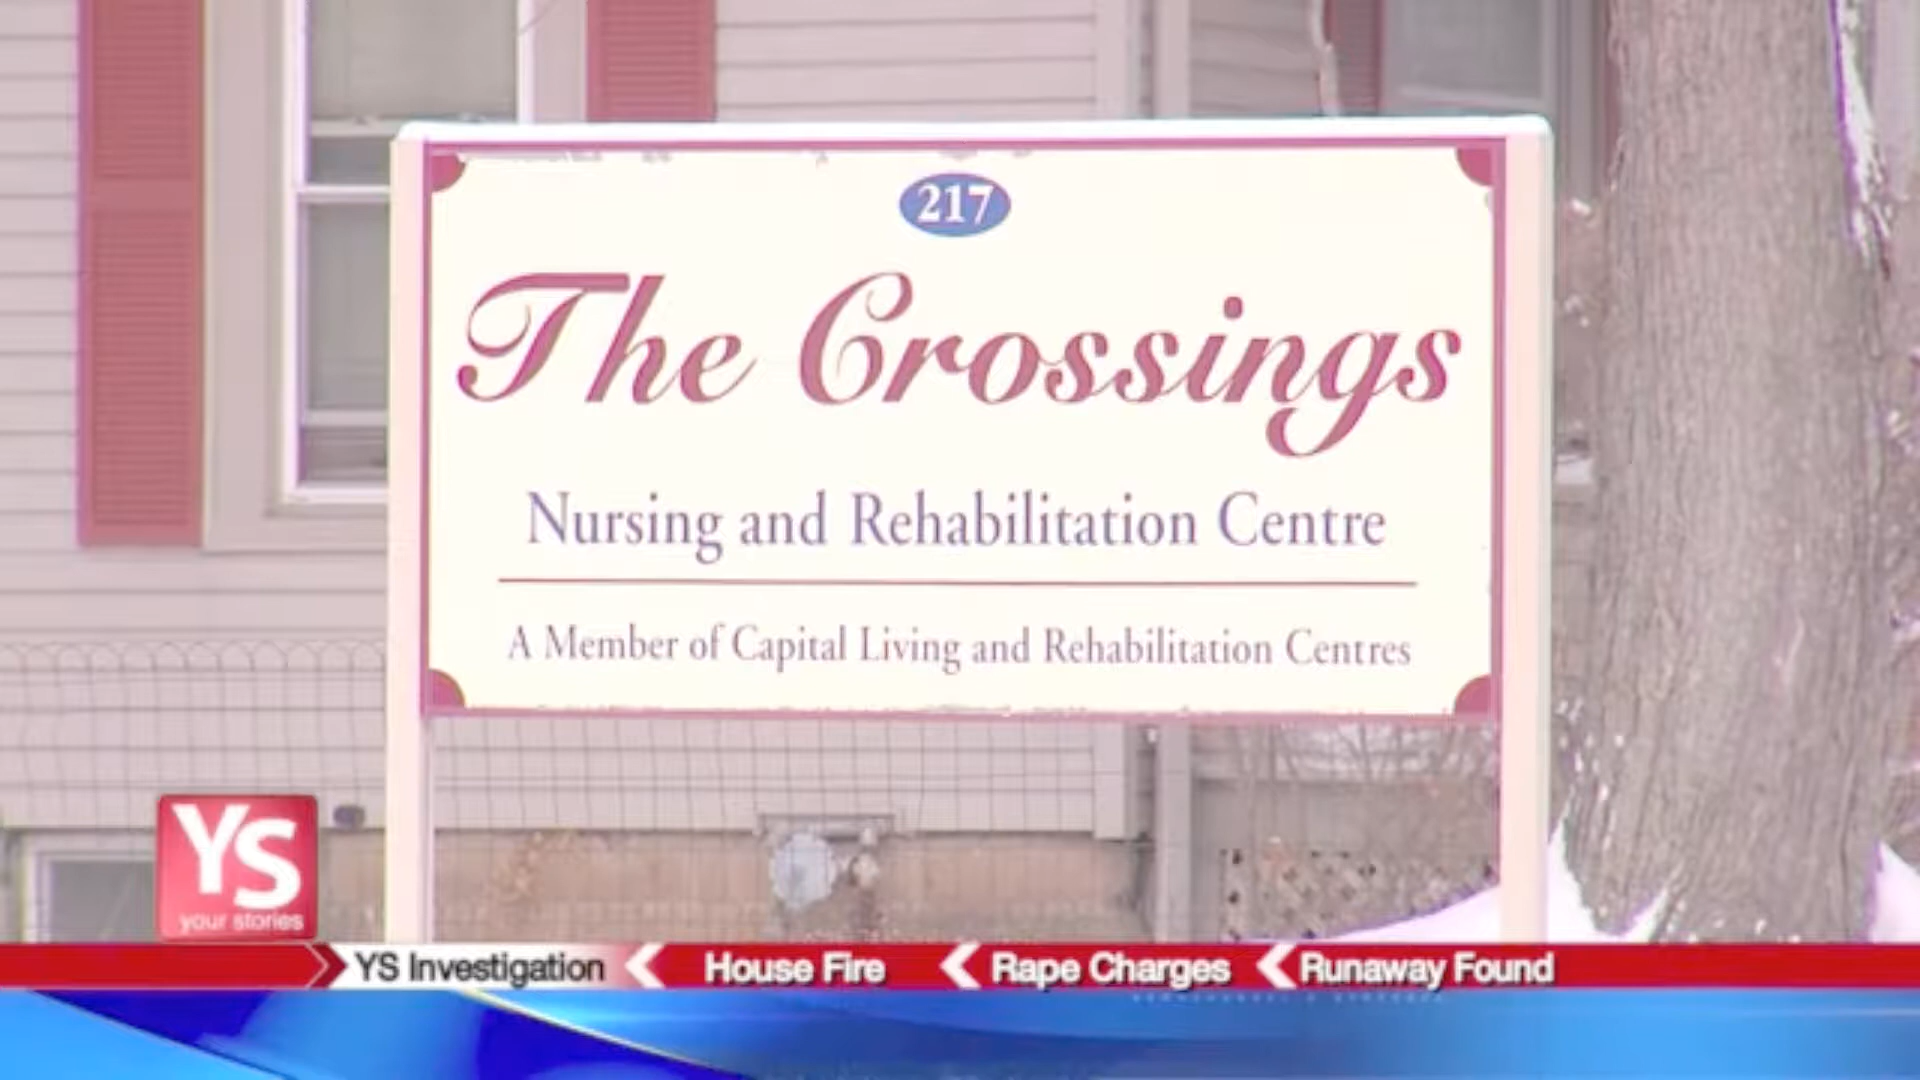 217
The Crossings
Nursing and Rehabilitation Centre
A Member of Capital Living and Rehabilitation Centres
YS
your stories
YS Investigation
House Fire
Rape Charges
Runaway Found